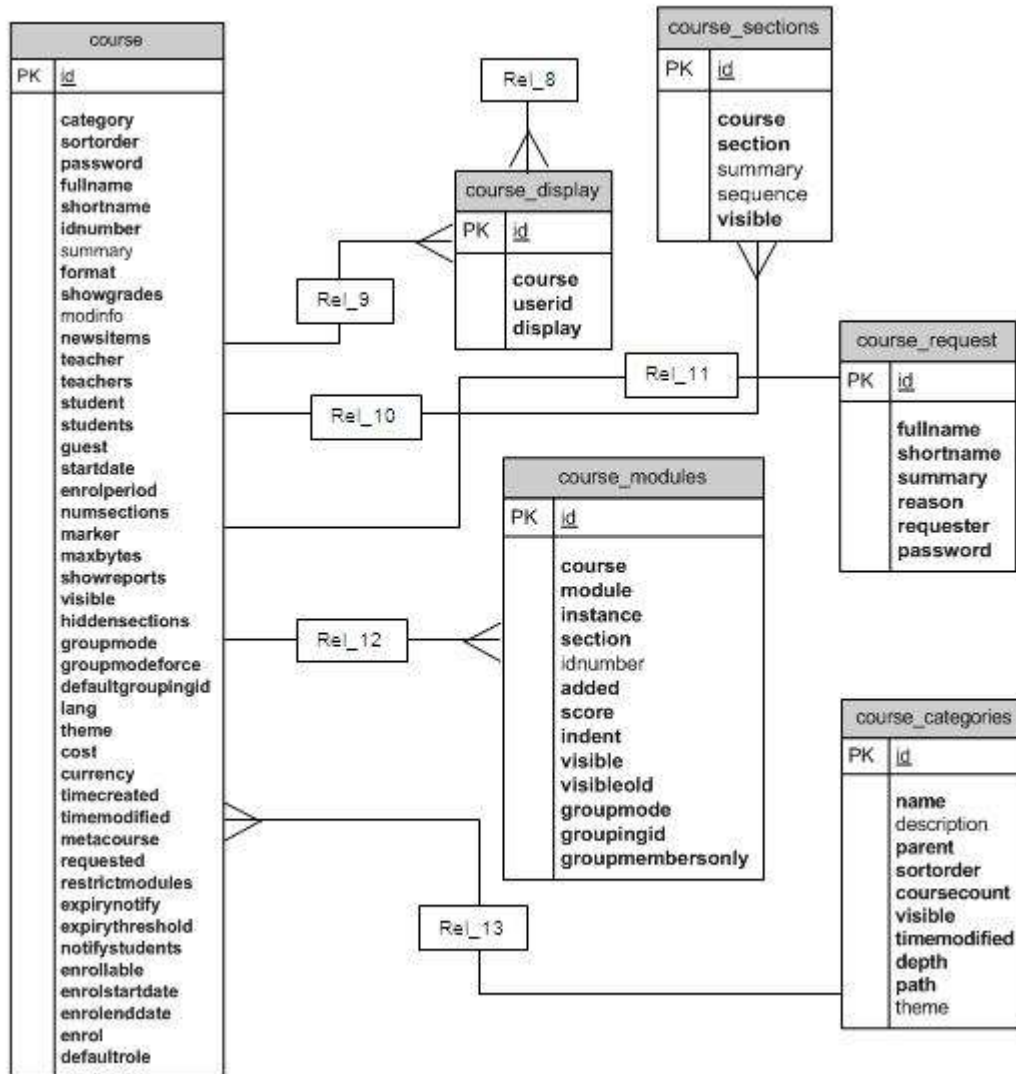 course
PK id
category
sortorder
password
fullname
shortname
idnumber
summary
format
showgrades
modinfo
newsitems
teacher
teachers
student
students
guest
startdate
enrolperiod
numsections
marker
maxbytes
showreports
visible
hiddensections
groupmode
groupmodeforce
defaultgroupingid
lang
theme
cost
currency
timecreated
timemodified
metacourse
requested
restrictmodules
expirynotify
expirythreshold
notifystudents
enrollable
enrolstartdate
enrolenddate
enrol
defaultrole
Rel_8
course_display
PK id
course
userid
display
Rel_9
course_sections
PK id
course
section
summary
sequence
visible
Rel_10
Rel_11
course_request
PK id
fullname
shortname
summary
reason
requester
password
course_modules
PK id
course
module
instance
section
idnumber
added
score
indent
visible
visibleold
groupmode
groupingid
groupmembersonly
Rel_12
Rel_13
course_categories
PK id
name
description
parent
sortorder
coursecount
visible
timemodified
depth
path
theme